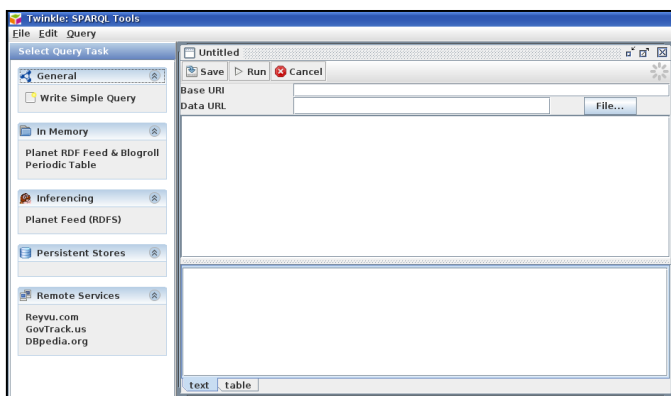 Twinkle: SPARQL Tools
File Edit Query
Select Query Task
General
Write Simple Query
In Memory
Planet RDF Feed & Blogroll
Periodic Table
Inferencing
Planet Feed (RDFS)
Persistent Stores
Remote Services
Reyvu.com
GovTrack.us
DBpedia.org
Untitled
Save Run Cancel
Base URI
Data URL File...
text table